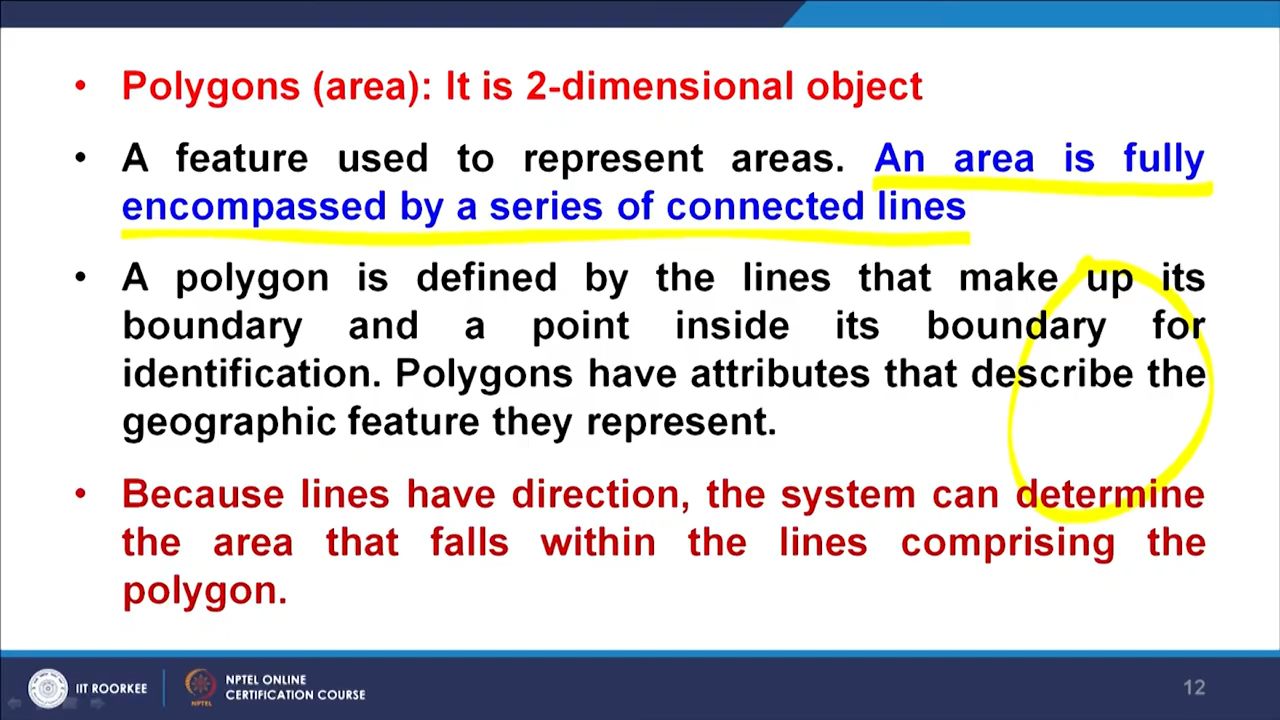 • Polygons (area): It is 2-dimensional object
• A feature used to represent areas. An area is fully
encompassed by a series of connected lines
• A polygon is defined by the lines that make up its
boundary and a point inside its boundary for
identification. Polygons have attributes that describe the
geographic feature they represent.
• Because lines have direction, the system can determine
the area that falls within the lines comprising the
polygon.
IIT ROORKEE
NPTEL
NPTEL ONLINE
CERTIFICATION COURSE
12